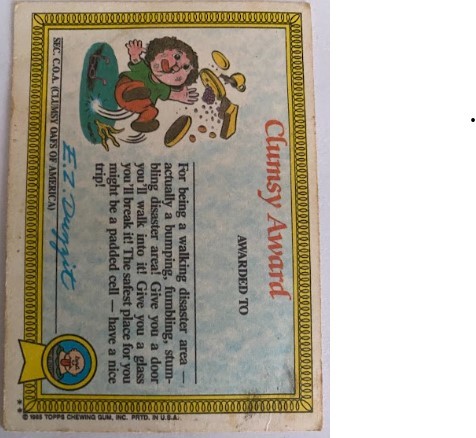 Clumsy Award
AWARDED TO
For being a walking disaster area —
actually a bumping, fumbling, stum-
bling disaster area! Give you a door
you'll walk into it! Give you a glass
you'll break it! The safest place for you
might be a padded cell — have a nice
trip!
E.Z. Duzzit
SEC. C.O.A. (CLUMSY OAFS OF AMERICA)
© 1985 TOPPS CHEWING GUM, INC. PRTD. IN U.S.A.